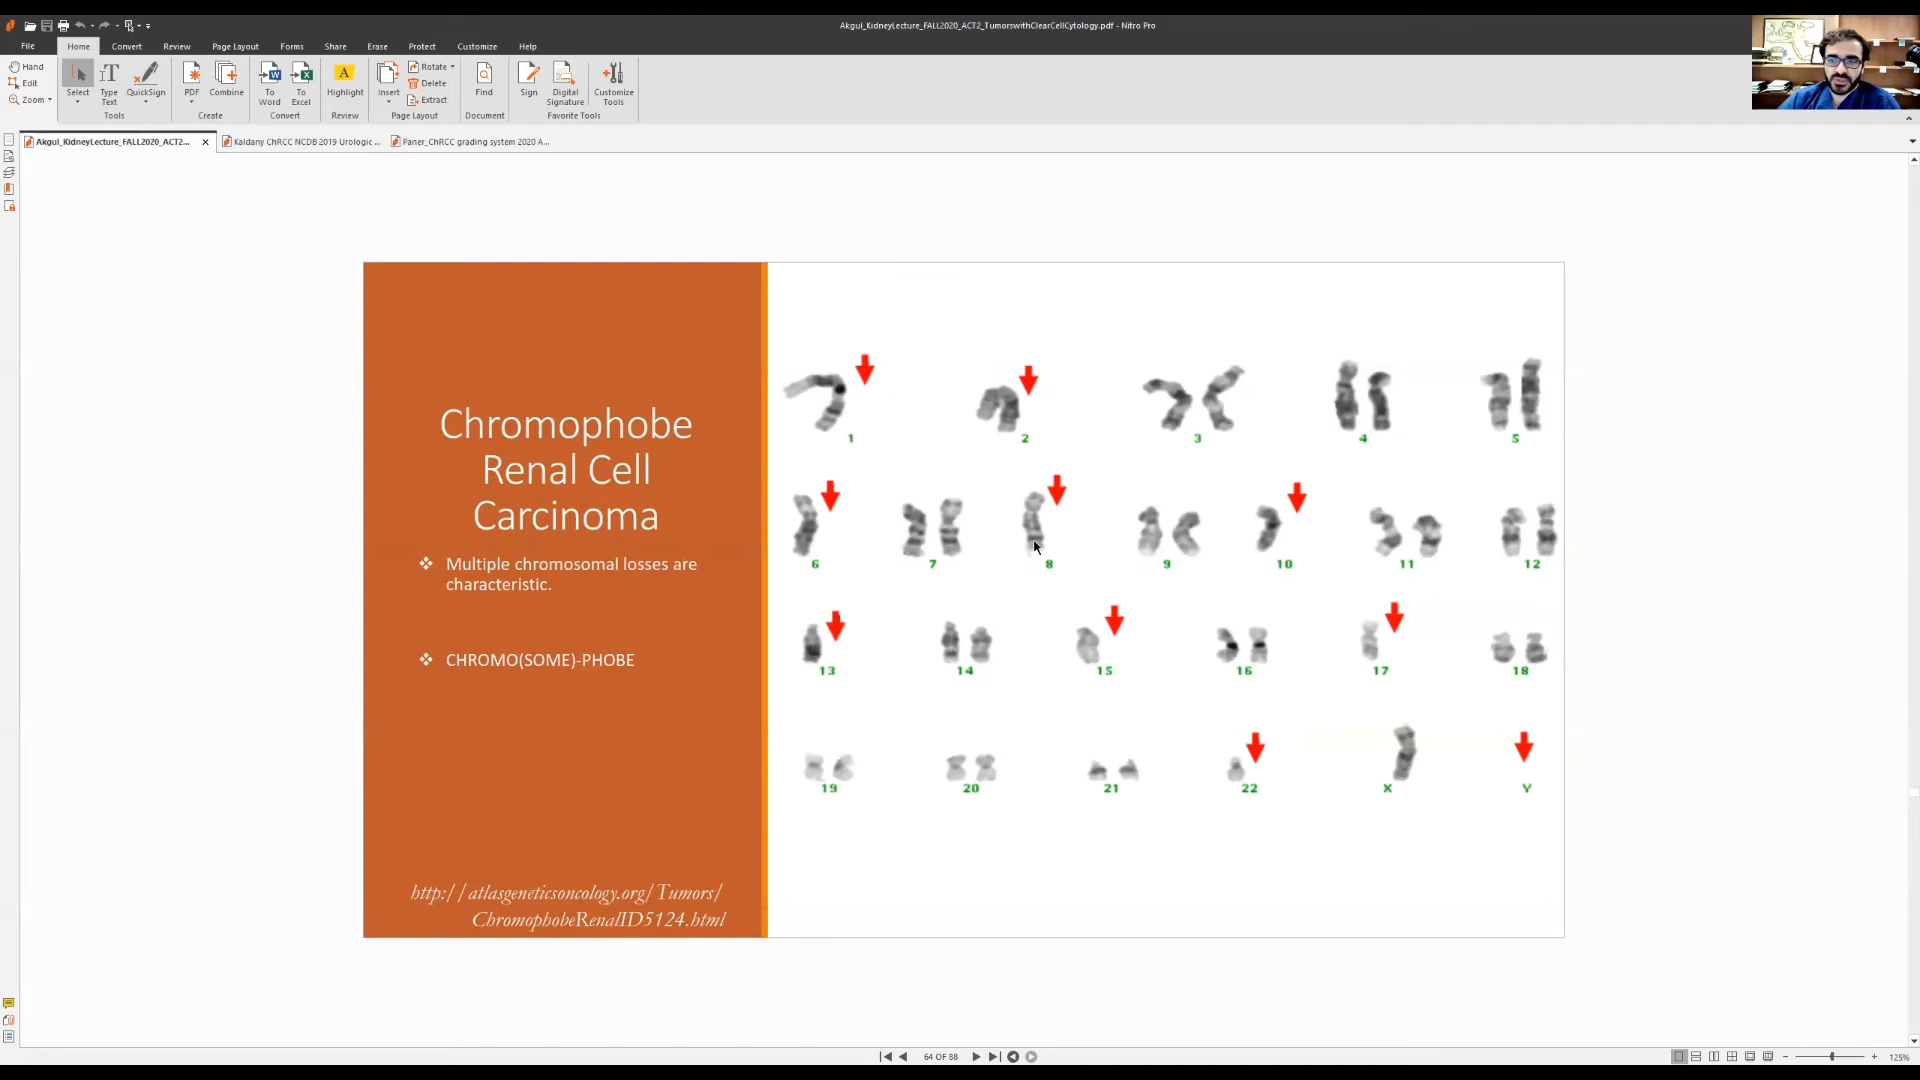 Akgul_KidneyLecture_FALL2020_ACT2_TumorswithClearCellCytology.pdf - Nitro Pro
File Home Convert Review Page Layout Forms Share Erase Protect Customize Help
Hand
Edit
Zoom
Select
Type Text
QuickSign
Tools
PDF
Combine
Create
To Word
To Excel
Convert
Highlight
Review
Insert
Rotate
Delete
Extract
Page Layout
Find
Document
Sign
Digital Signature
Customize Tools
Favorite Tools
Akgul_KidneyLecture_FALL2020_ACT2...
Kaldany ChRCC NCDB 2019 Urologic ...
Paner_ChRCC grading system 2020 A...
Chromophobe
Renal Cell
Carcinoma
Multiple chromosomal losses are
characteristic.
CHROMO(SOME)-PHOBE
http://atlasgeneticsoncology.org/Tumors/
ChromophobeRenalID5124.html
1 2 3 4 5
6 7 8 9 10 11 12
13 14 15 16 17 18
19 20 21 22 X Y
64 OF 88
125%